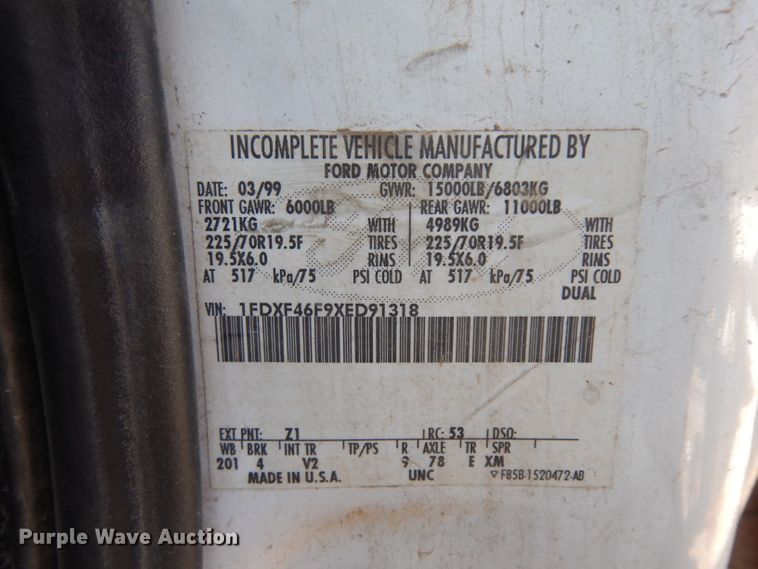 INCOMPLETE VEHICLE MANUFACTURED BY
FORD MOTOR COMPANY
DATE: 03/99 GVWR: 15000LB/6803KG
FRONT GAWR: 6000LB REAR GAWR: 11000LB
2721KG WITH 4989KG WITH
225/70R19.5F TIRES 225/70R19.5F TIRES
19.5X6.0 RIMS 19.5X6.0 RIMS
AT 517 kPa/75 PSI COLD AT 517 kPa/75 PSI COLD
DUAL
VIN: 1FDXF46F9XED91318
EXT PNT: Z1 RC: 53 DSO:
WB BRK INT TR TP/PS R AXLE TR SPR
201 4 V2 9 78 E XM
MADE IN U.S.A. UNC ▽ F85B-1520472-AB
Purple Wave Auction